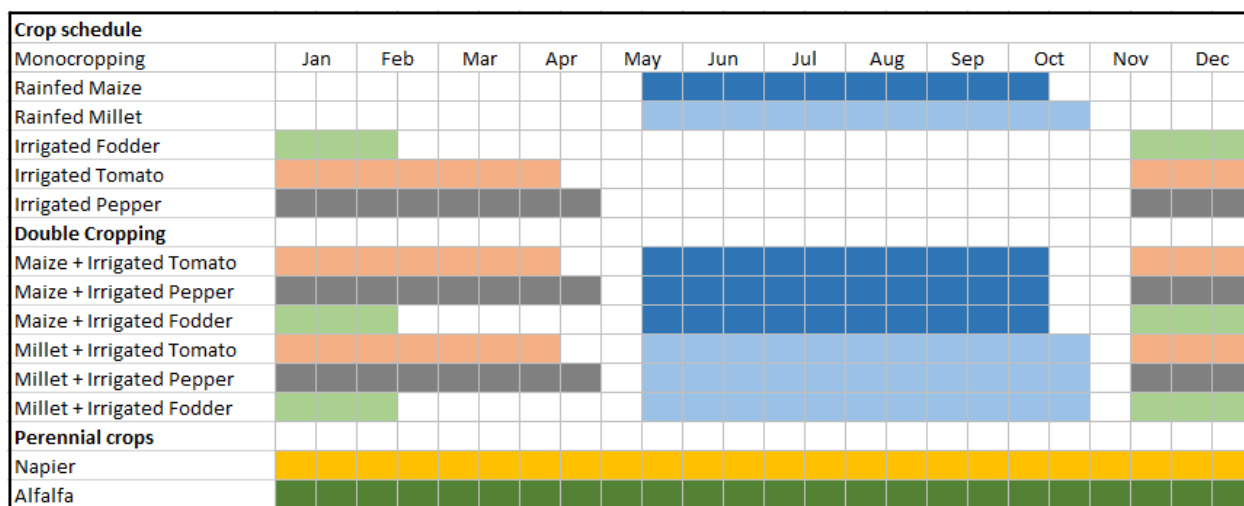 Crop schedule
Monocropping Jan Feb Mar Apr May Jun Jul Aug Sep Oct Nov Dec
Rainfed Maize
Rainfed Millet
Irrigated Fodder
Irrigated Tomato
Irrigated Pepper
Double Cropping
Maize + Irrigated Tomato
Maize + Irrigated Pepper
Maize + Irrigated Fodder
Millet + Irrigated Tomato
Millet + Irrigated Pepper
Millet + Irrigated Fodder
Perennial crops
Napier
Alfalfa